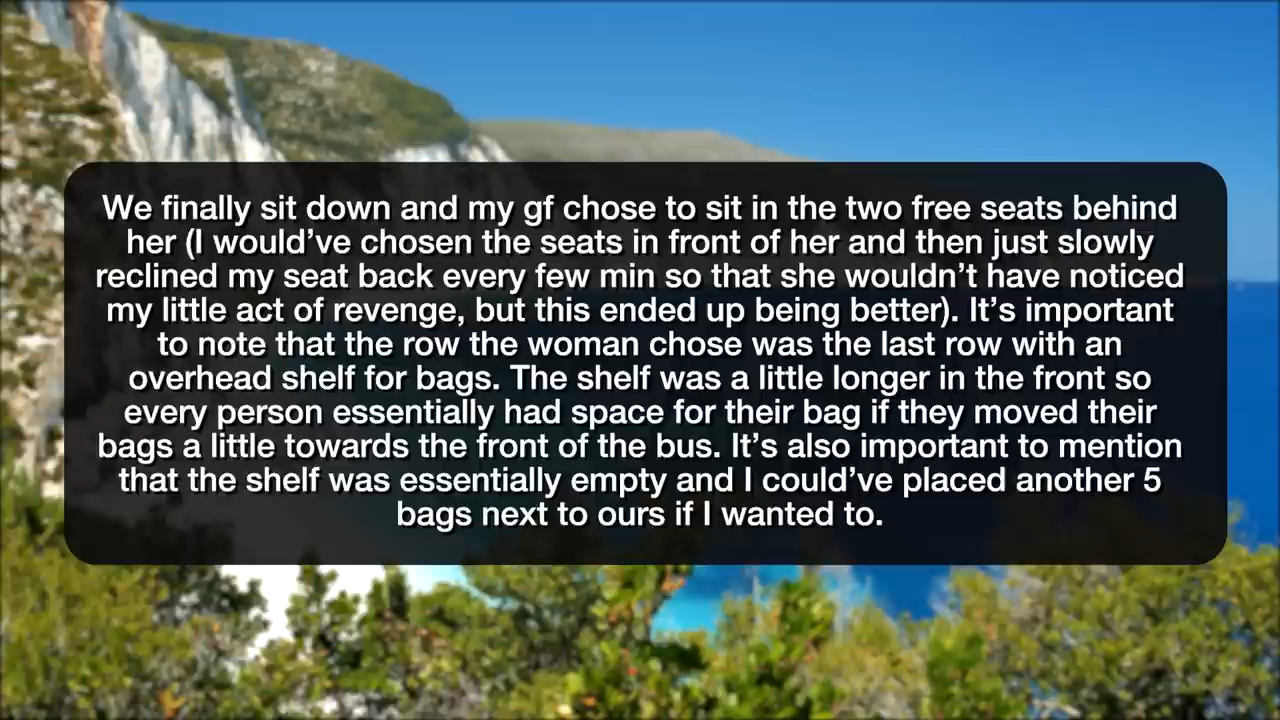 We finally sit down and my gf chose to sit in the two free seats behind
her (I would’ve chosen the seats in front of her and then just slowly
reclined my seat back every few min so that she wouldn’t have noticed
my little act of revenge, but this ended up being better). It’s important
to note that the row the woman chose was the last row with an
overhead shelf for bags. The shelf was a little longer in the front so
every person essentially had space for their bag if they moved their
bags a little towards the front of the bus. It’s also important to mention
that the shelf was essentially empty and I could’ve placed another 5
bags next to ours if I wanted to.